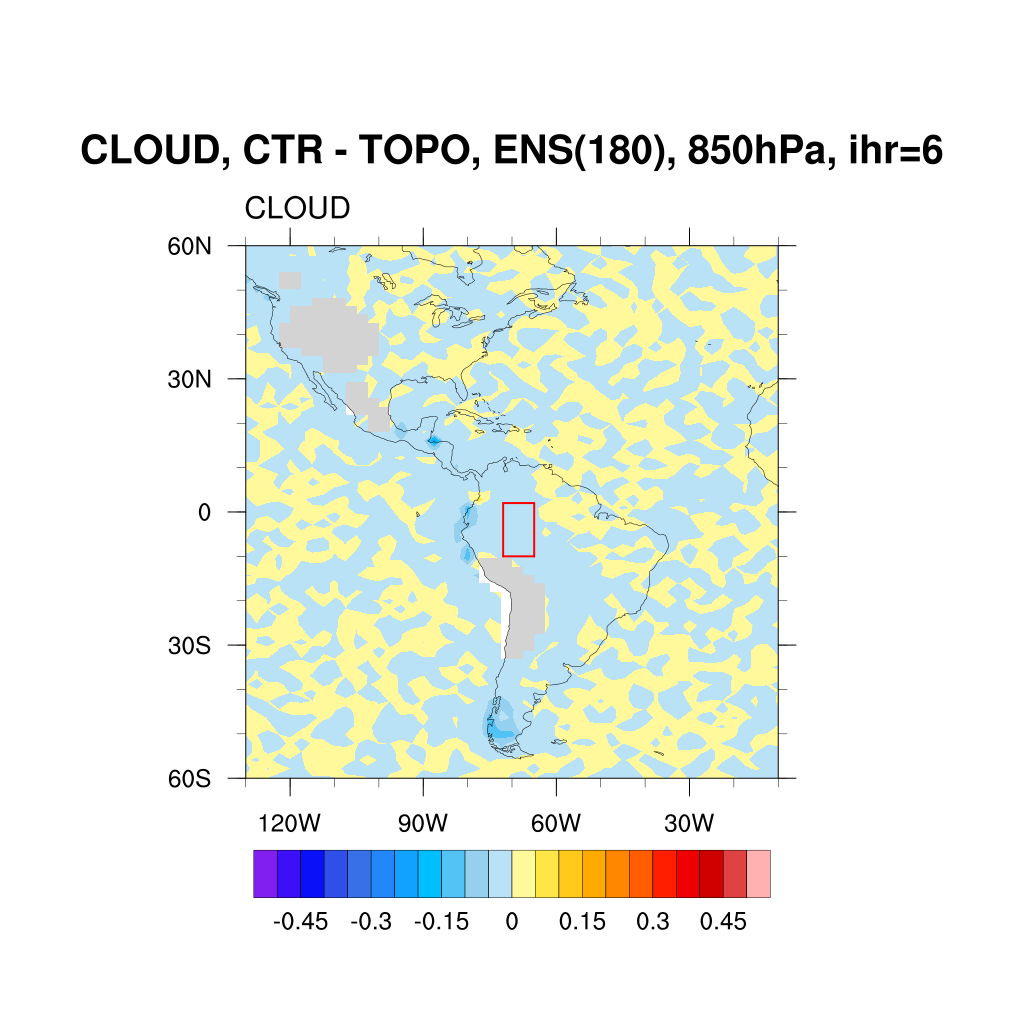 CLOUD, CTR - TOPO, ENS(180), 850hPa, ihr=6
CLOUD
60N
30N
0
30S
60S
120W 90W 60W 30W
-0.45 -0.3 -0.15 0 0.15 0.3 0.45